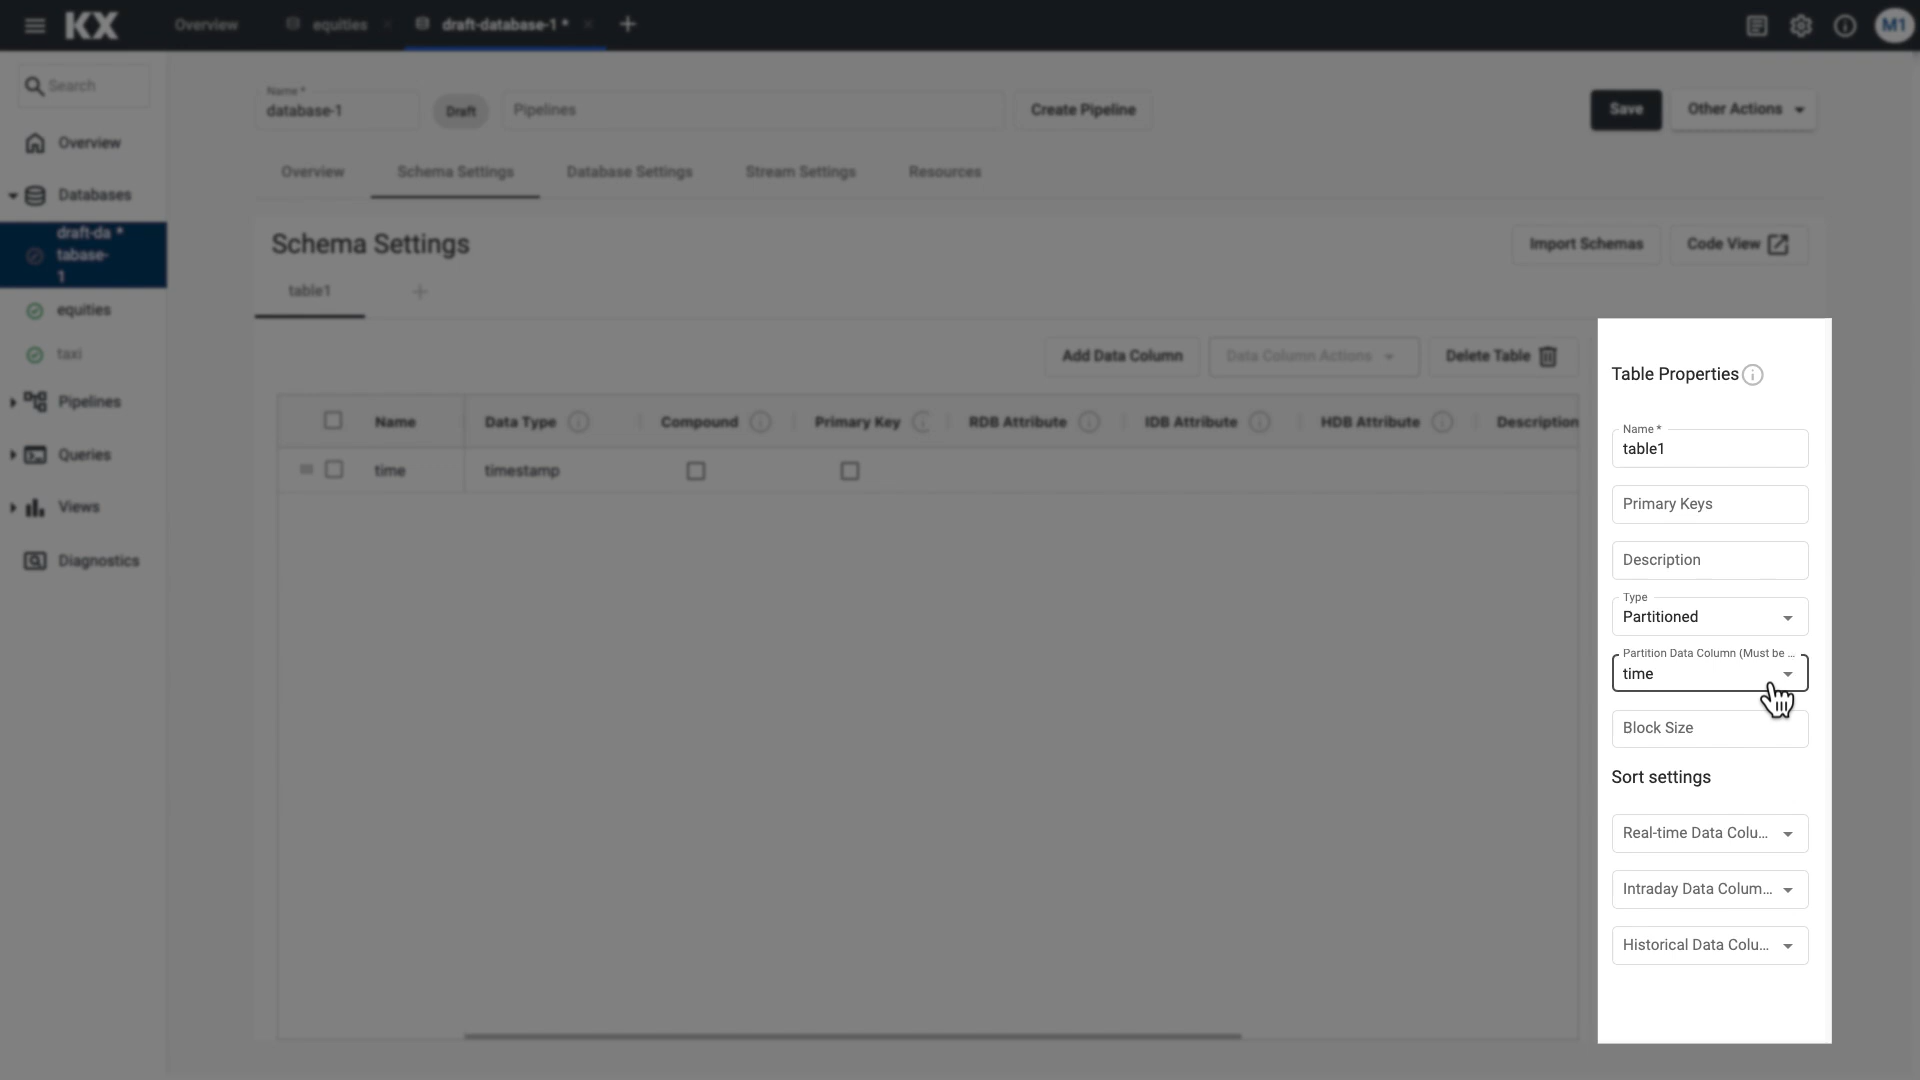 KX
Overview
equities
draft-database-1 *
M1
Search
Overview
Databases
draft-da *
tabase-
1
equities
taxi
Pipelines
Queries
Views
Diagnostics
Name *
database-1
Draft
Pipelines
Create Pipeline
Save
Other Actions
Overview
Schema Settings
Database Settings
Stream Settings
Resources
Schema Settings
Import Schemas
Code View
table1
Add Data Column
Data Column Actions
Delete Table
Name
Data Type
Compound
Primary Key
RDB Attribute
IDB Attribute
HDB Attribute
Description
time
timestamp
Table Properties
Name *
table1
Primary Keys
Description
Type
Partitioned
Partition Data Column (Must be ...
time
Block Size
Sort settings
Real-time Data Colu...
Intraday Data Colum...
Historical Data Colu...